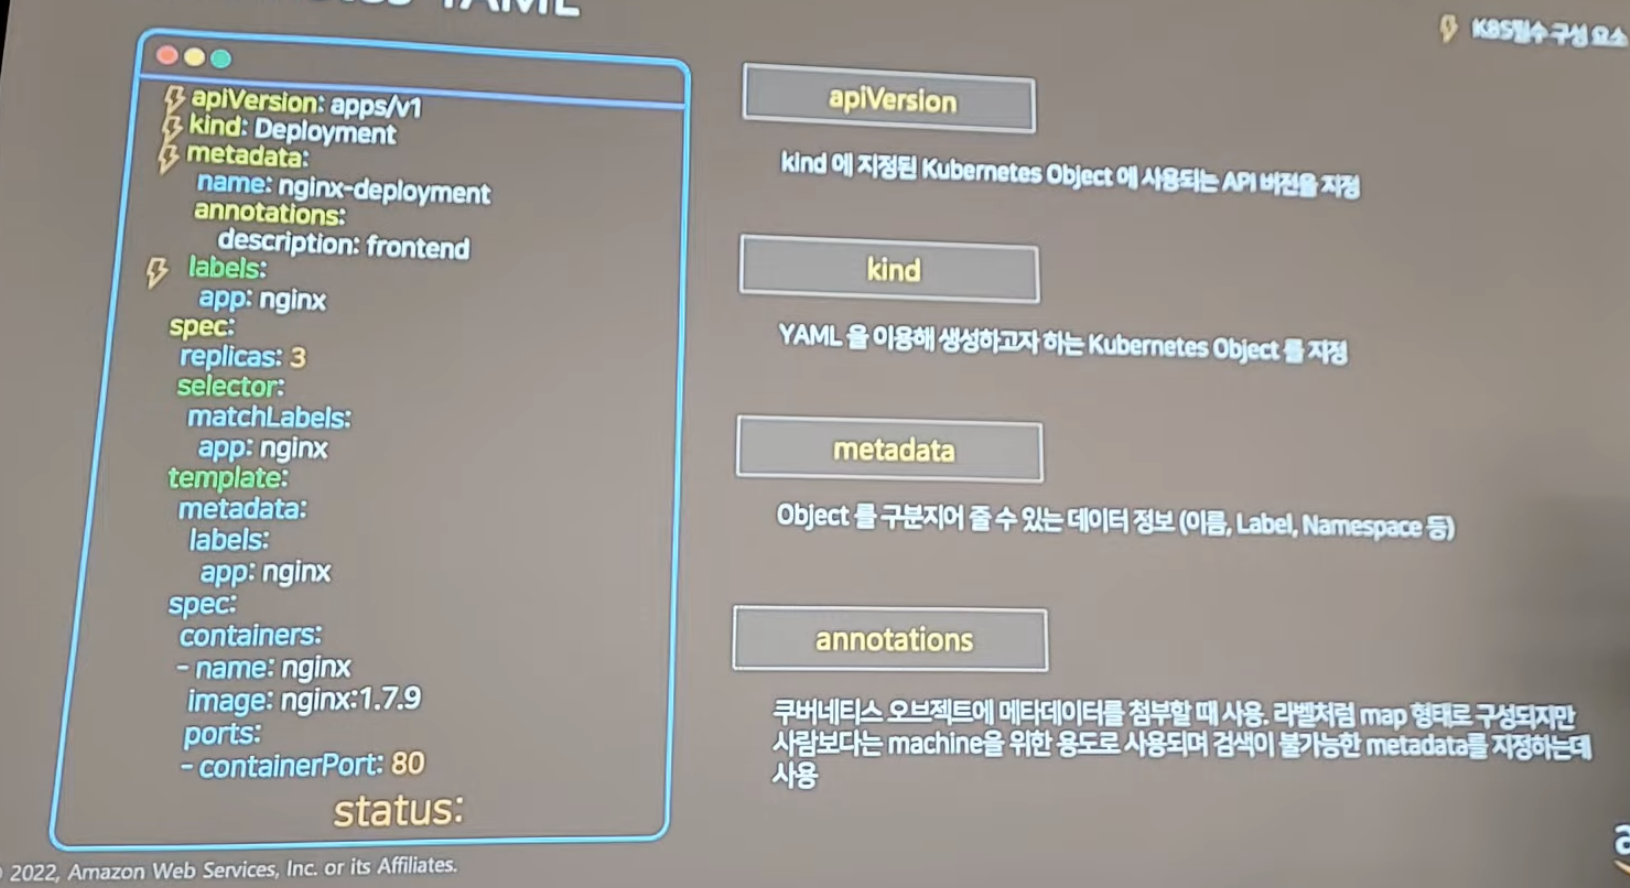 YAML
K8S필수 구성 요소
apiVersion: apps/v1
kind: Deployment
metadata:
name: nginx-deployment
annotations:
description: frontend
labels:
app: nginx
spec:
replicas: 3
selector:
matchLabels:
app: nginx
template:
metadata:
labels:
app: nginx
spec:
containers:
- name: nginx
image: nginx:1.7.9
ports:
- containerPort: 80
status:
apiVersion
kind 에 지정된 Kubernetes Object 에 사용되는 API 버전을 지정
kind
YAML 을 이용해 생성하고자 하는 Kubernetes Object 를 지정
metadata
Object 를 구분지어 줄 수 있는 데이터 정보 (이름, Label, Namespace 등)
annotations
쿠버네티스 오브젝트에 메타데이터를 첨부할 때 사용. 라벨처럼 map 형태로 구성되지만
사람보다는 machine을 위한 용도로 사용되며 검색이 불가능한 metadata를 지정하는데
사용
2022, Amazon Web Services, Inc. or its Affiliates.